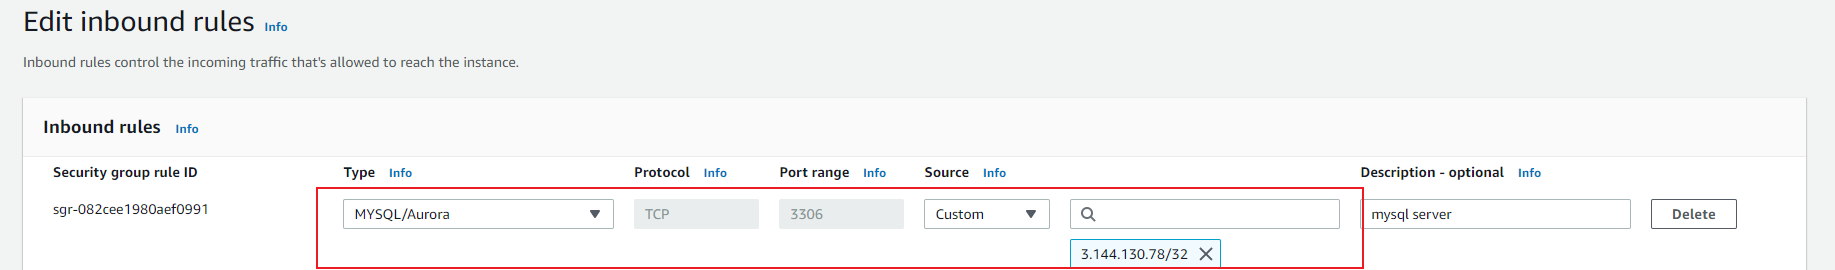 Edit inbound rules Info
Inbound rules control the incoming traffic that's allowed to reach the instance.
Inbound rules Info
Security group rule ID Type Info Protocol Info Port range Info Source Info Description - optional Info
sgr-082cee1980aef0991 MYSQL/Aurora TCP 3306 Custom mysql server Delete
3.144.130.78/32